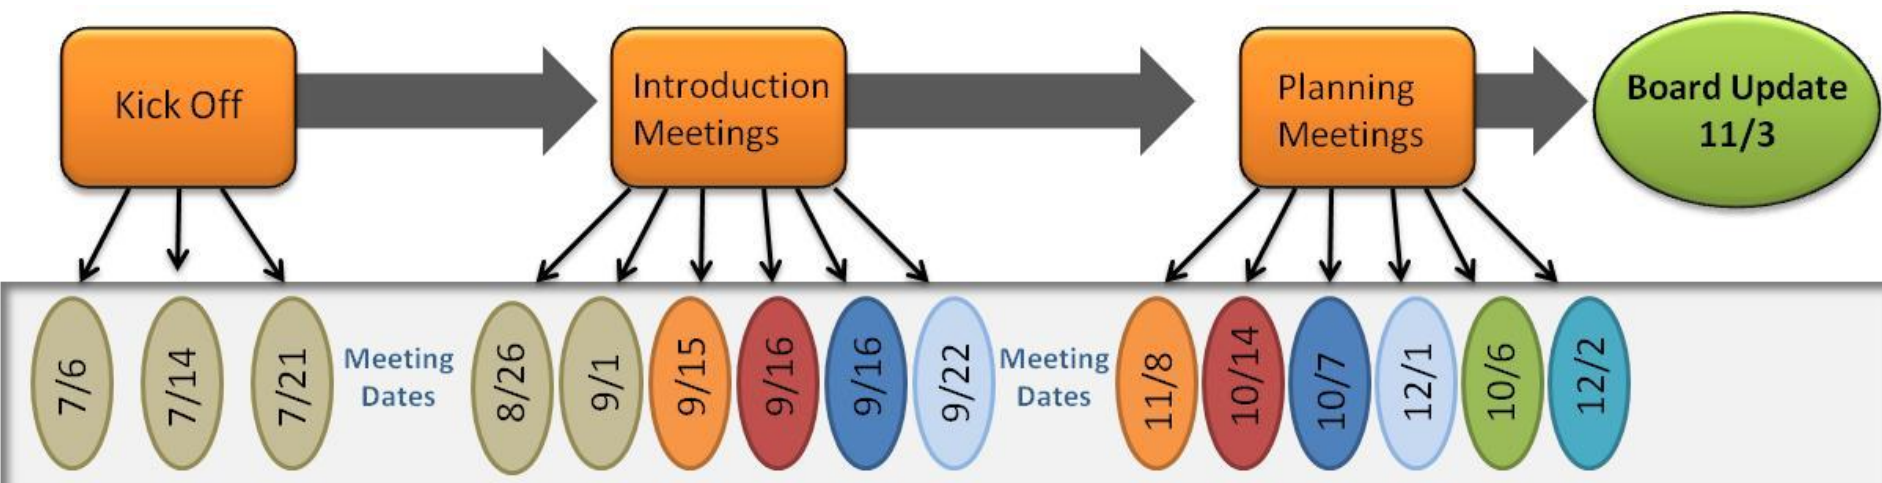 Kick Off
Introduction
Meetings
Planning
Meetings
Board Update
11/3
7/6
7/14
7/21
Meeting
Dates
8/26
9/1
9/15
9/16
9/16
9/22
Meeting
Dates
11/8
10/14
10/7
12/1
10/6
12/2